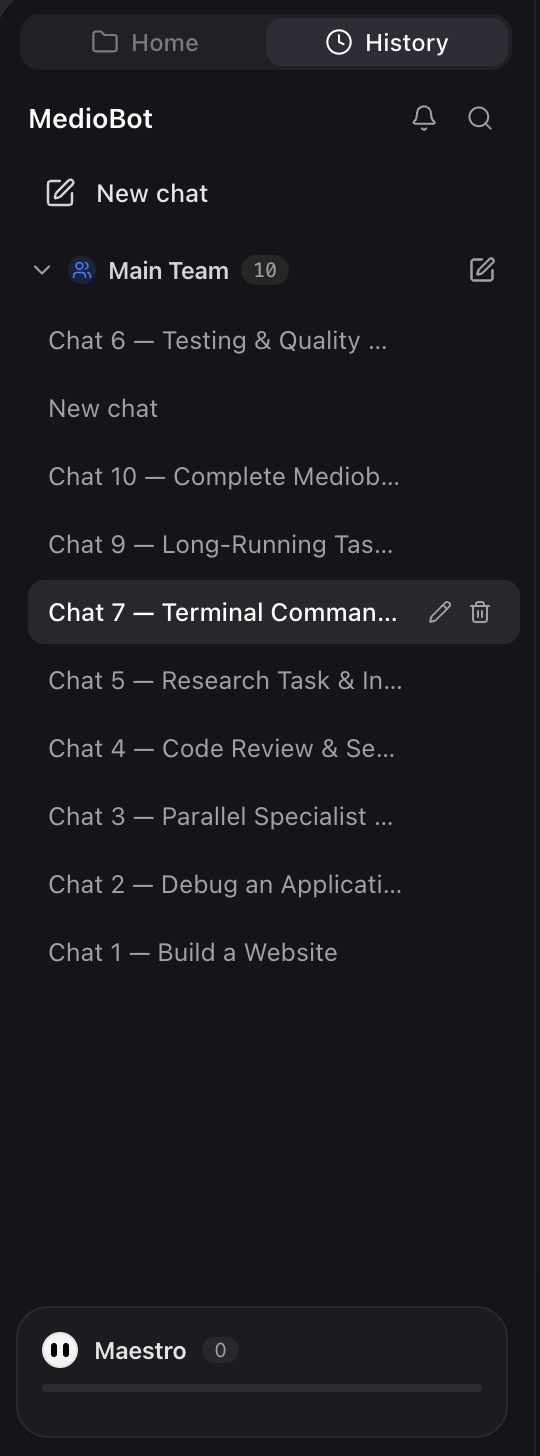 Home
History
MedioBot
New chat
Main Team 10
Chat 6 — Testing & Quality ...
New chat
Chat 10 — Complete Mediob...
Chat 9 — Long-Running Tas...
Chat 7 — Terminal Comman...
Chat 5 — Research Task & In...
Chat 4 — Code Review & Se...
Chat 3 — Parallel Specialist ...
Chat 2 — Debug an Applicati...
Chat 1 — Build a Website
Maestro 0